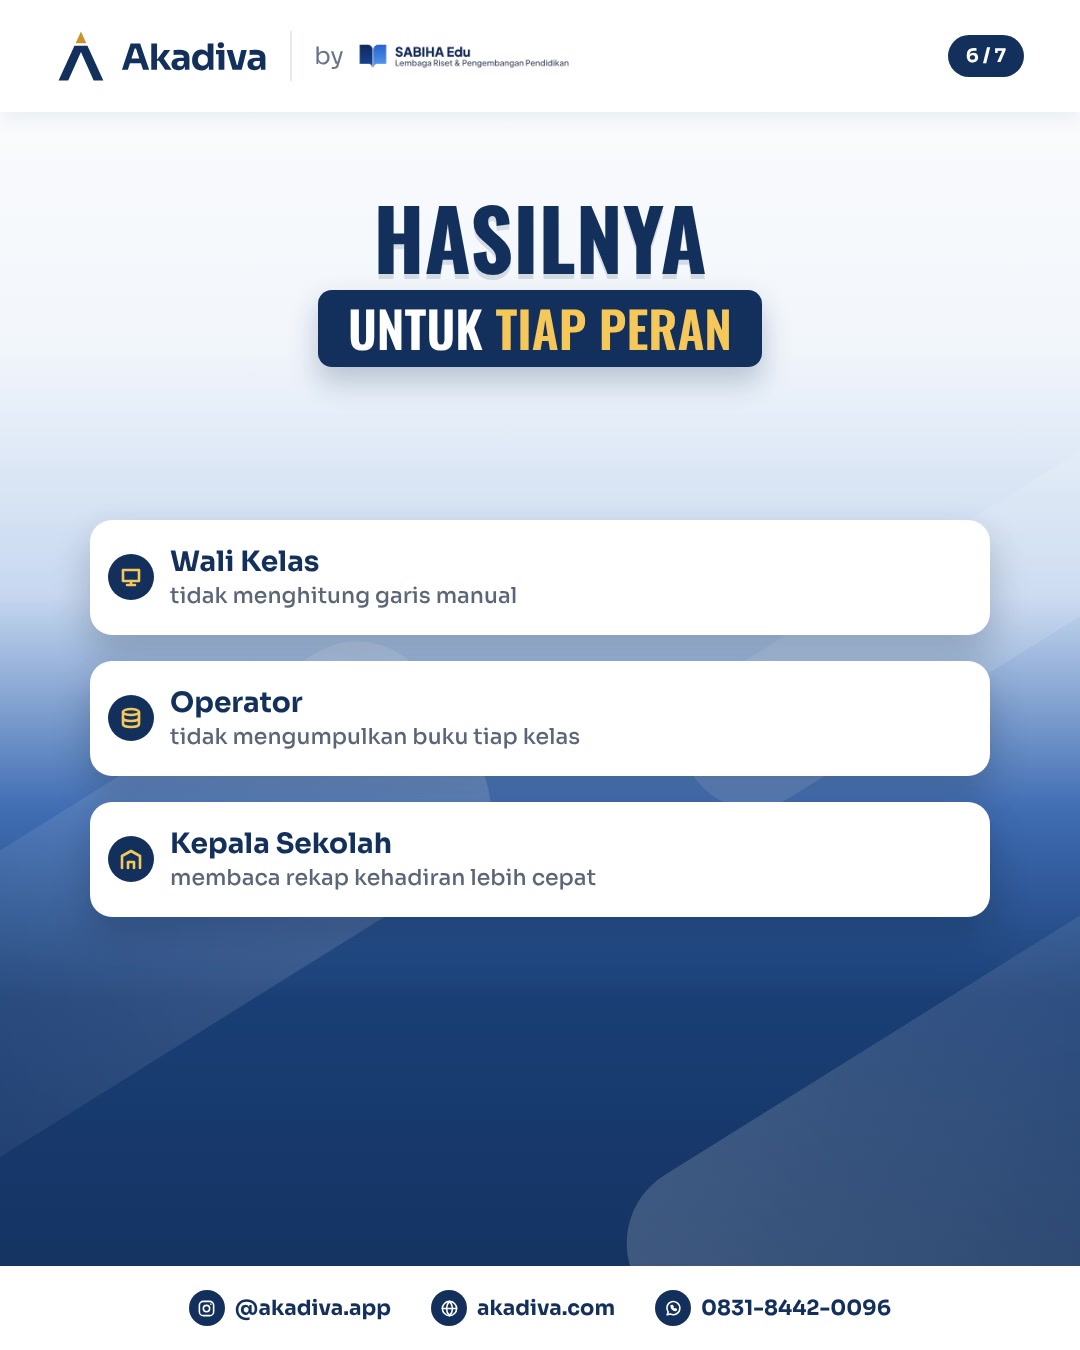 Akadiva
by
SABIHA Edu
Lembaga Riset & Pengembangan Pendidikan
6 / 7
HASILNYA
UNTUK TIAP PERAN
Wali Kelas
tidak menghitung garis manual
Operator
tidak mengumpulkan buku tiap kelas
Kepala Sekolah
membaca rekap kehadiran lebih cepat
@akadiva.app
akadiva.com
0831-8442-0096